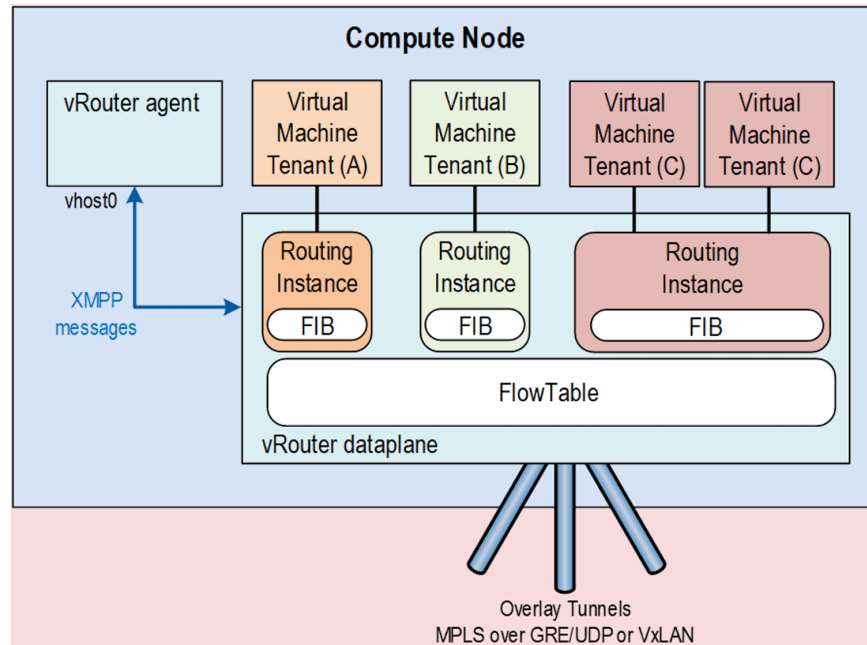 Compute Node
vRouter agent
Virtual
Machine
Tenant (A)
Virtual
Machine
Tenant (B)
Virtual
Machine
Tenant (C)
Virtual
Machine
Tenant (C)
vhost0
XMPP
messages
Routing
Instance
FIB
Routing
Instance
FIB
Routing
Instance
FIB
FlowTable
vRouter dataplane
Overlay Tunnels
MPLS over GRE/UDP or VxLAN